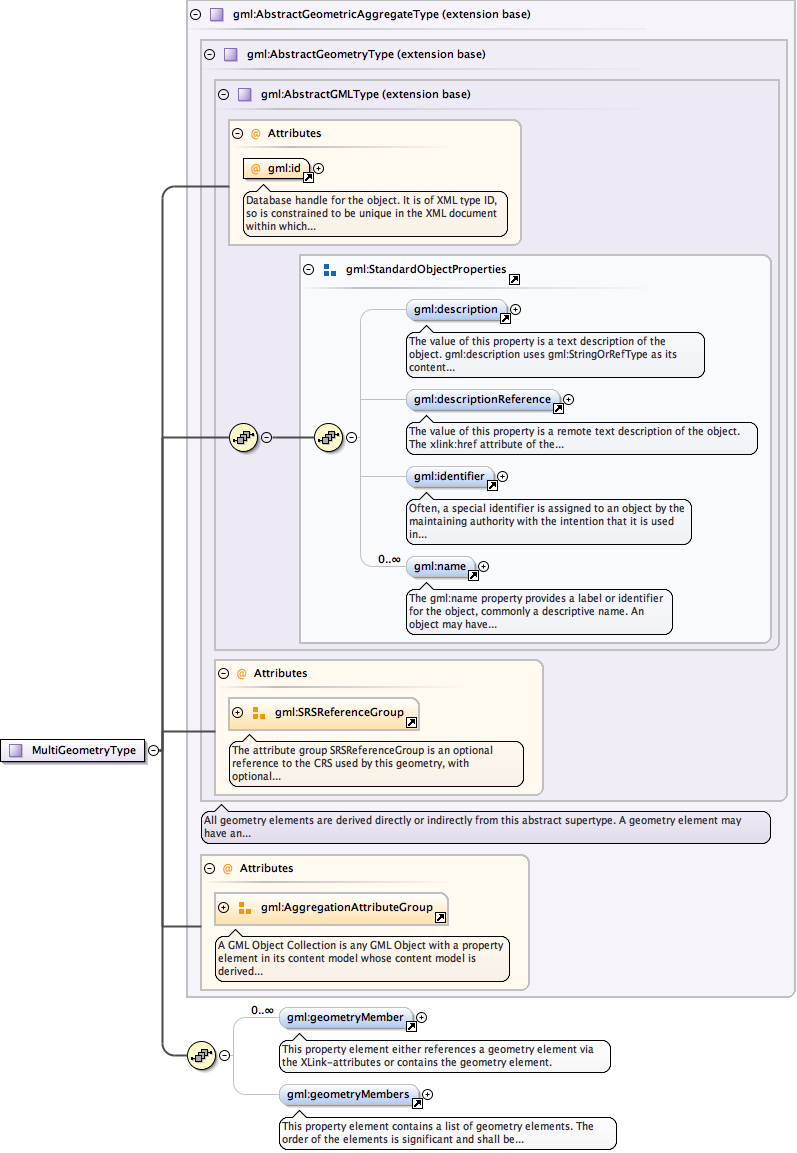 gml:AbstractGeometricAggregateType (extension base)
gml:AbstractGeometryType (extension base)
gml:AbstractGMLType (extension base)
@ Attributes
@ gml:id
Database handle for the object. It is of XML type ID,
so is constrained to be unique in the XML document
within which...
gml:StandardObjectProperties
gml:description
The value of this property is a text description of the
object. gml:description uses gml:StringOrRefType as its
content...
gml:descriptionReference
The value of this property is a remote text description of the object.
The xlink:href attribute of the...
gml:identifier
Often, a special identifier is assigned to an object by the
maintaining authority with the intention that it is used
in...
0..∞
gml:name
The gml:name property provides a label or identifier
for the object, commonly a descriptive name. An
object may have...
@ Attributes
gml:SRSReferenceGroup
The attribute group SRSReferenceGroup is an optional
reference to the CRS used by this geometry, with
optional...
MultiGeometryType
All geometry elements are derived directly or indirectly from this abstract supertype. A geometry element may
have an...
@ Attributes
gml:AggregationAttributeGroup
A GML Object Collection is any GML Object with a property
element in its content model whose content model is
derived...
0..∞
gml:geometryMember
This property element either references a geometry element via
the XLink-attributes or contains the geometry element.
gml:geometryMembers
This property element contains a list of geometry elements. The
order of the elements is significant and shall be...